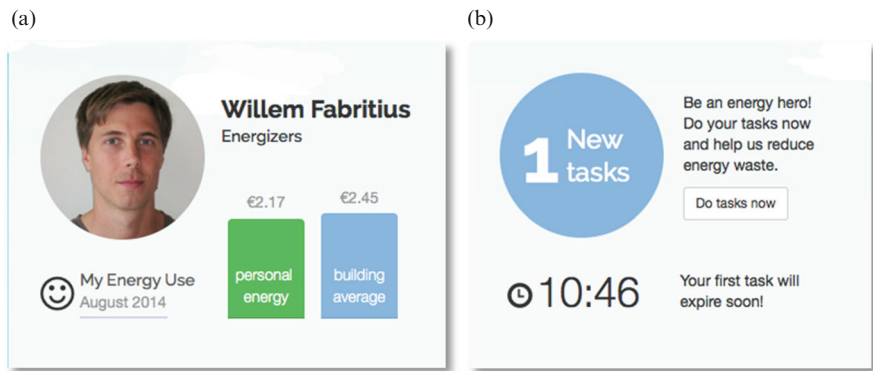 (a)
Willem Fabritius
Energizers
€2.17
€2.45
personal
energy
building
average
My Energy Use
August 2014
(b)
1
New
tasks
Be an energy hero!
Do your tasks now
and help us reduce
energy waste.
Do tasks now
10:46
Your first task will
expire soon!